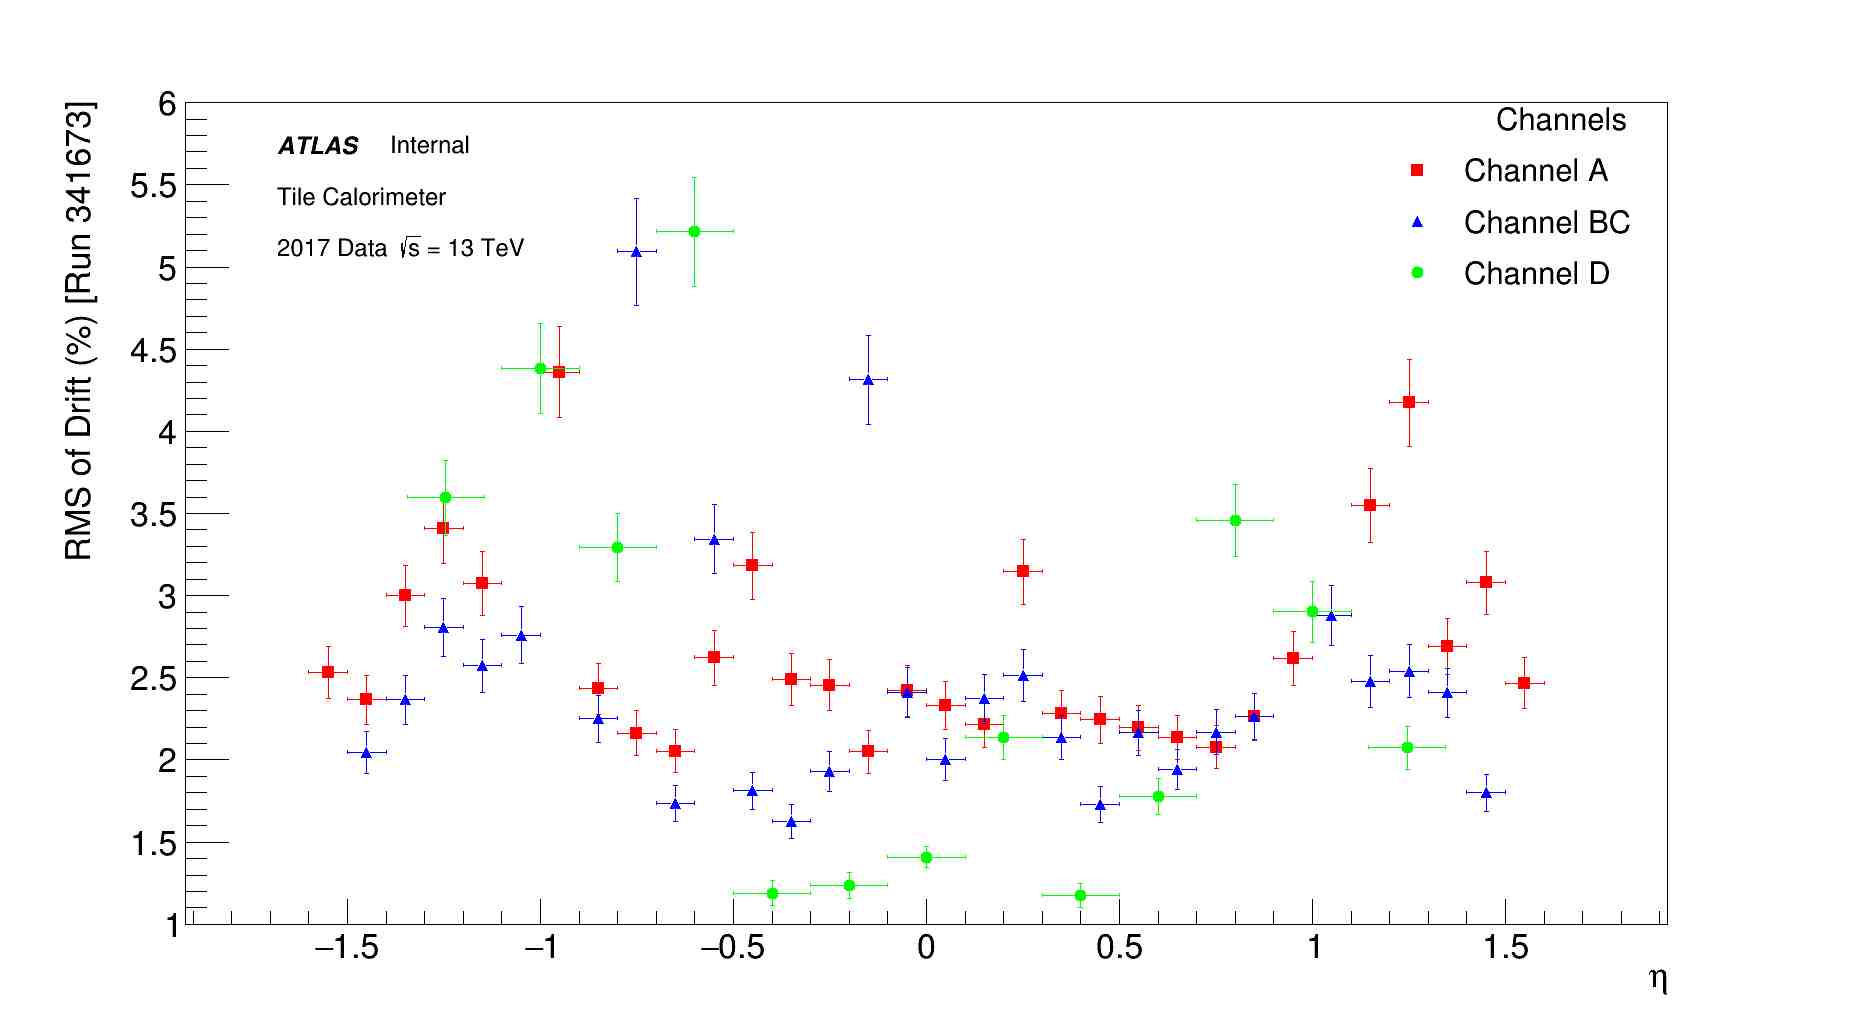 RMS of Drift (%) [Run 341673]
6
5.5
5
4.5
4
3.5
3
2.5
2
1.5
1
ATLAS Internal
Tile Calorimeter
2017 Data √s = 13 TeV
Channels
Channel A
Channel BC
Channel D
−1.5 −1 −0.5 0 0.5 1 1.5
η